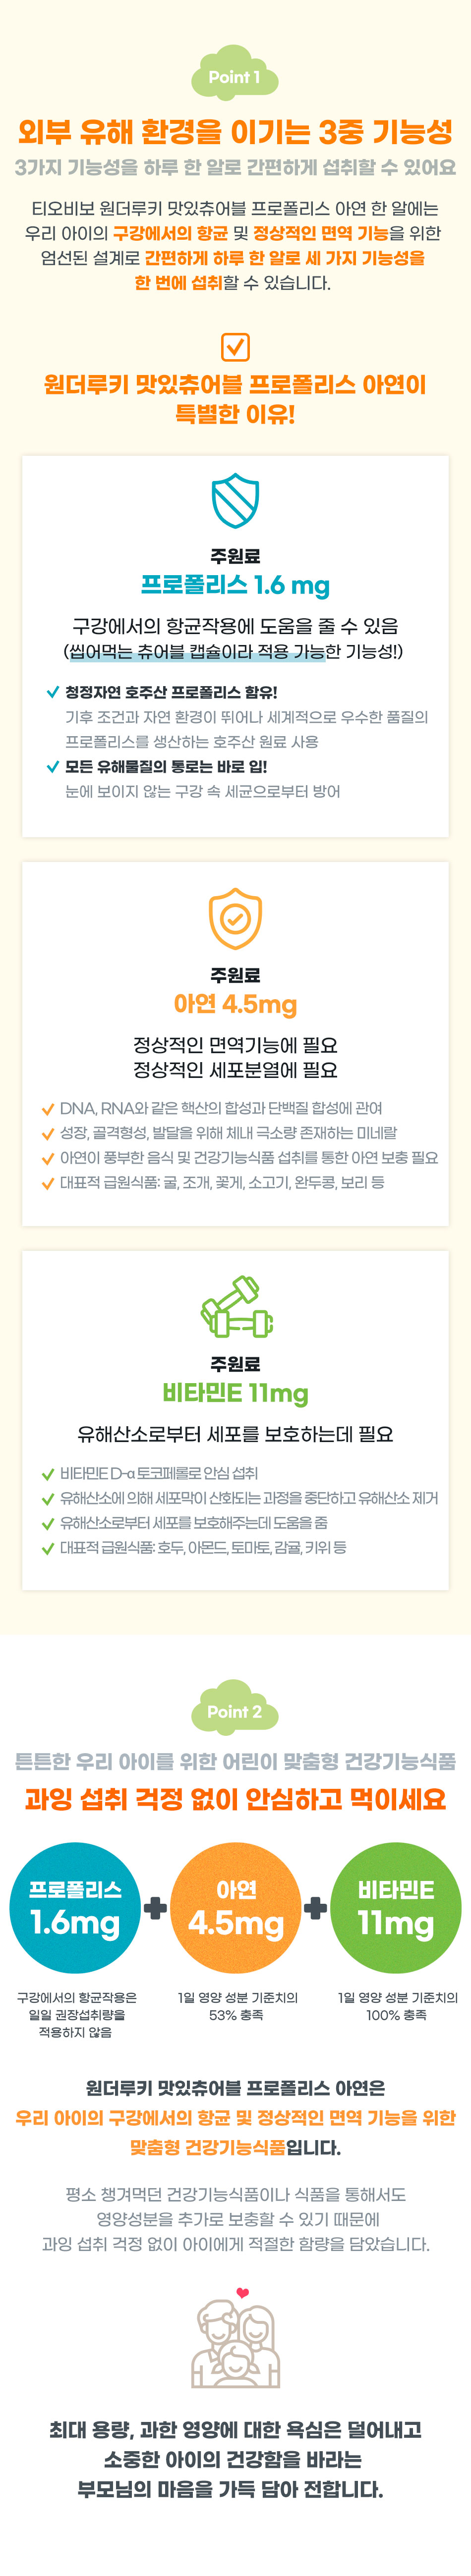 Point 1
외부 유해 환경을 이기는 3중 기능성
3가지 기능성을 하루 한 알로 간편하게 섭취할 수 있어요
티오비보 원더루키 맛있츄어블 프로폴리스 아연 한 알에는
우리 아이의 구강에서의 항균 및 정상적인 면역 기능을 위한
엄선된 설계로 간편하게 하루 한 알로 세 가지 기능성을
한 번에 섭취할 수 있습니다.
원더루키 맛있츄어블 프로폴리스 아연이
특별한 이유!
주원료
프로폴리스 1.6 mg
구강에서의 항균작용에 도움을 줄 수 있음
(씹어먹는 츄어블 캡슐이라 적용 가능한 기능성!)
청정자연 호주산 프로폴리스 함유!
기후 조건과 자연 환경이 뛰어나 세계적으로 우수한 품질의
프로폴리스를 생산하는 호주산 원료 사용
모든 유해물질의 통로는 바로 입!
눈에 보이지 않는 구강 속 세균으로부터 방어
주원료
아연 4.5mg
정상적인 면역기능에 필요
정상적인 세포분열에 필요
DNA, RNA와 같은 핵산의 합성과 단백질 합성에 관여
성장, 골격형성, 발달을 위해 체내 극소량 존재하는 미네랄
아연이 풍부한 음식 및 건강기능식품 섭취를 통한 아연 보충 필요
대표적 급원식품: 굴, 조개, 꽃게, 소고기, 완두콩, 보리 등
주원료
비타민E 11mg
유해산소로부터 세포를 보호하는데 필요
비타민E D-α 토코페롤로 안심 섭취
유해산소에 의해 세포막이 산화되는 과정을 중단하고 유해산소 제거
유해산소로부터 세포를 보호해주는데 도움을 줌
대표적 급원식품: 호두, 아몬드, 토마토, 감귤, 키위 등
Point 2
튼튼한 우리 아이를 위한 어린이 맞춤형 건강기능식품
과잉 섭취 걱정 없이 안심하고 먹이세요
프로폴리스
1.6mg
아연
4.5mg
비타민E
11mg
구강에서의 항균작용은
일일 권장섭취량을
적용하지 않음
1일 영양 성분 기준치의
53% 충족
1일 영양 성분 기준치의
100% 충족
원더루키 맛있츄어블 프로폴리스 아연은
우리 아이의 구강에서의 항균 및 정상적인 면역 기능을 위한
맞춤형 건강기능식품입니다.
평소 챙겨먹던 건강기능식품이나 식품을 통해서도
영양성분을 추가로 보충할 수 있기 때문에
과잉 섭취 걱정 없이 아이에게 적절한 함량을 담았습니다.
최대 용량, 과한 영양에 대한 욕심은 덜어내고
소중한 아이의 건강함을 바라는
부모님의 마음을 가득 담아 전합니다.